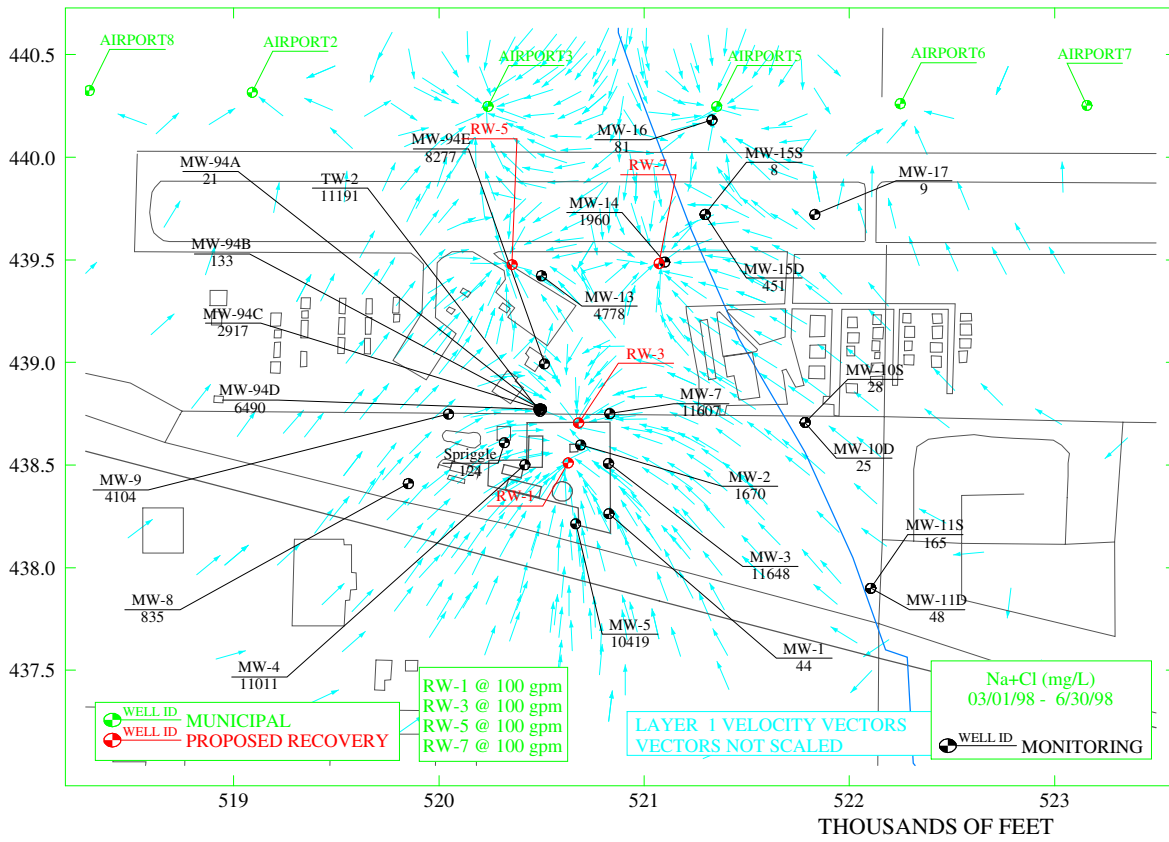 AIRPORT8
AIRPORT2
AIRPORT3
AIRPORT5
AIRPORT6
AIRPORT7
440.5
440.0
439.5
439.0
438.5
438.0
437.5
MW-94E
8277
RW-5
MW-16
81
MW-94A
21
TW-2
11191
RW-7
MW-15S
8
MW-17
9
MW-14
1960
MW-94B
133
MW-15D
451
MW-13
4778
MW-94C
2917
RW-3
MW-94D
6490
MW-7
11607
MW-10S
28
Spriggle
124
MW-10D
25
MW-9
4104
MW-2
1670
RW-1
MW-11S
165
MW-3
11648
MW-8
835
MW-11D
48
MW-5
10419
MW-1
44
MW-4
11011
WELL ID MUNICIPAL
WELL ID PROPOSED RECOVERY
RW-1 @ 100 gpm
RW-3 @ 100 gpm
RW-5 @ 100 gpm
RW-7 @ 100 gpm
LAYER 1 VELOCITY VECTORS
VECTORS NOT SCALED
Na+Cl (mg/L)
03/01/98 - 6/30/98
WELL ID MONITORING
519
520
521
522
523
THOUSANDS OF FEET